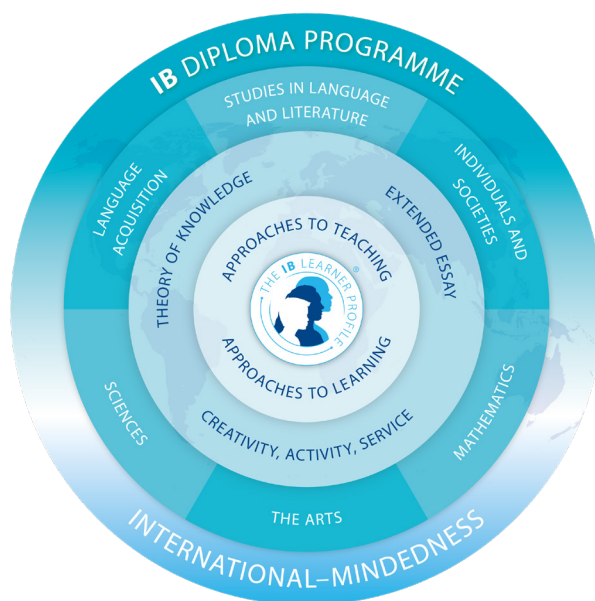 IB DIPLOMA PROGRAMME
STUDIES IN LANGUAGE
AND LITERATURE
LANGUAGE
ACQUISITION
INDIVIDUALS AND
SOCIETIES
THEORY OF KNOWLEDGE
EXTENDED ESSAY
APPROACHES TO TEACHING
THE IB LEARNER PROFILE
®
APPROACHES TO LEARNING
SCIENCES
MATHEMATICS
CREATIVITY, ACTIVITY, SERVICE
THE ARTS
INTERNATIONAL–MINDEDNESS